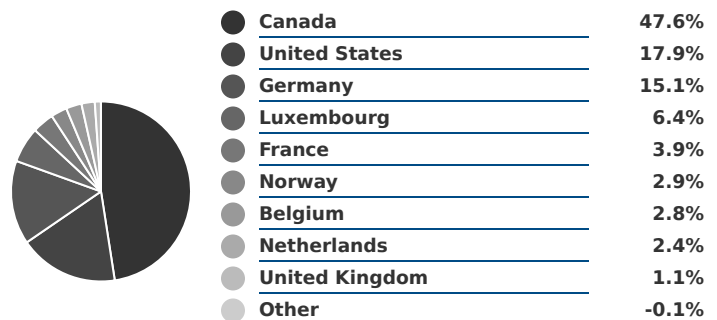 Canada 47.6%
United States 17.9%
Germany 15.1%
Luxembourg 6.4%
France 3.9%
Norway 2.9%
Belgium 2.8%
Netherlands 2.4%
United Kingdom 1.1%
Other -0.1%